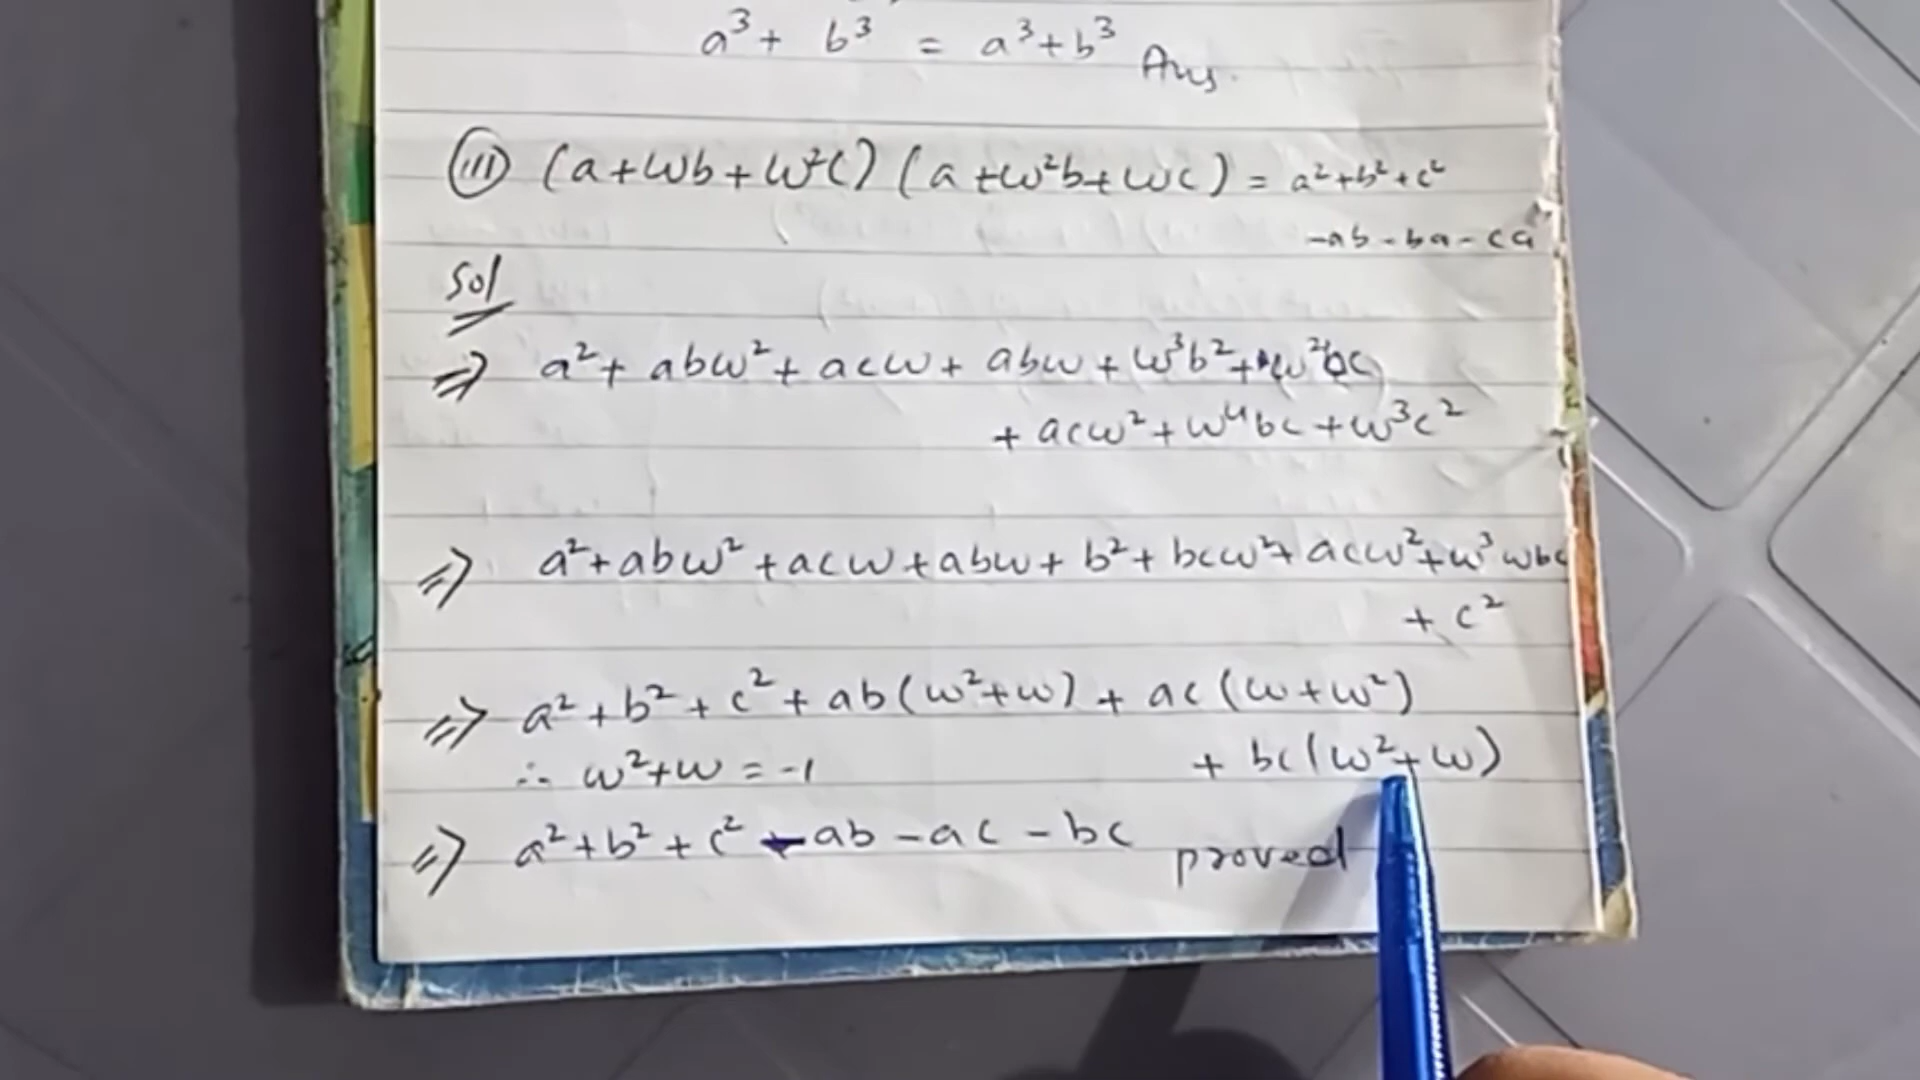 a³ + b³ = a³+b³ Ans.
(iii) (a+ωb+ω²c) (a+ω²b+ωc) = a²+b²+c²
-ab-ba-ca
Sol
⇒ a²+ abω²+ acω+ abω+ω³b²+ω²bc
+ acω²+ω⁴bc+ω³c²
⇒ a²+abω²+acω+abω+b²+bcω²+acω²+ω³ωbc
+ c²
⇒ a²+b²+c²+ab(ω²+ω)+ac(ω+ω²)
+ bc(ω²+ω)
∴ ω²+ω=-1
⇒ a²+b²+c²-ab-ac-bc proved